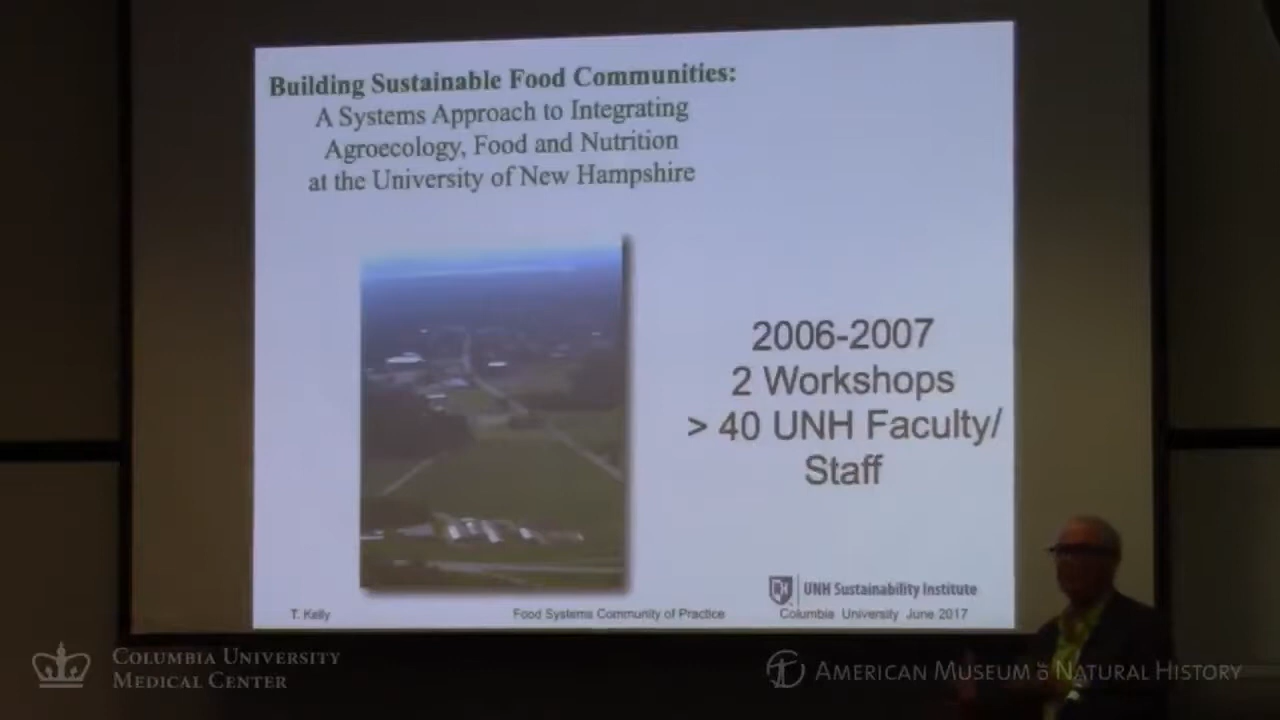 Building Sustainable Food Communities:
A Systems Approach to Integrating
Agroecology, Food and Nutrition
at the University of New Hampshire
2006-2007
2 Workshops
> 40 UNH Faculty/
Staff
UNH Sustainability Institute
T. Kelly
Food Systems Community of Practice
Columbia University June 2017
COLUMBIA UNIVERSITY
MEDICAL CENTER
AMERICAN MUSEUM OF NATURAL HISTORY